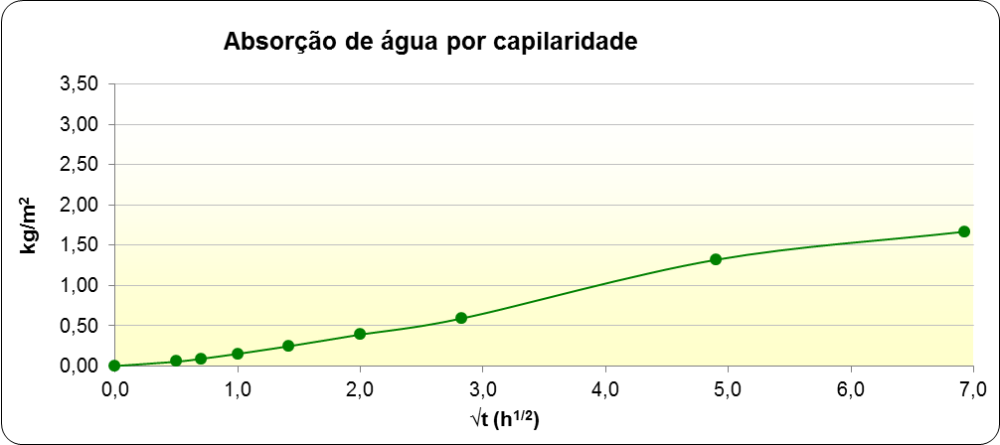 Absorção de água por capilaridade
3,50
3,00
2,50
2,00
1,50
1,00
0,50
0,00
kg/m²
0,0 1,0 2,0 3,0 4,0 5,0 6,0 7,0
√t (h¹/²)